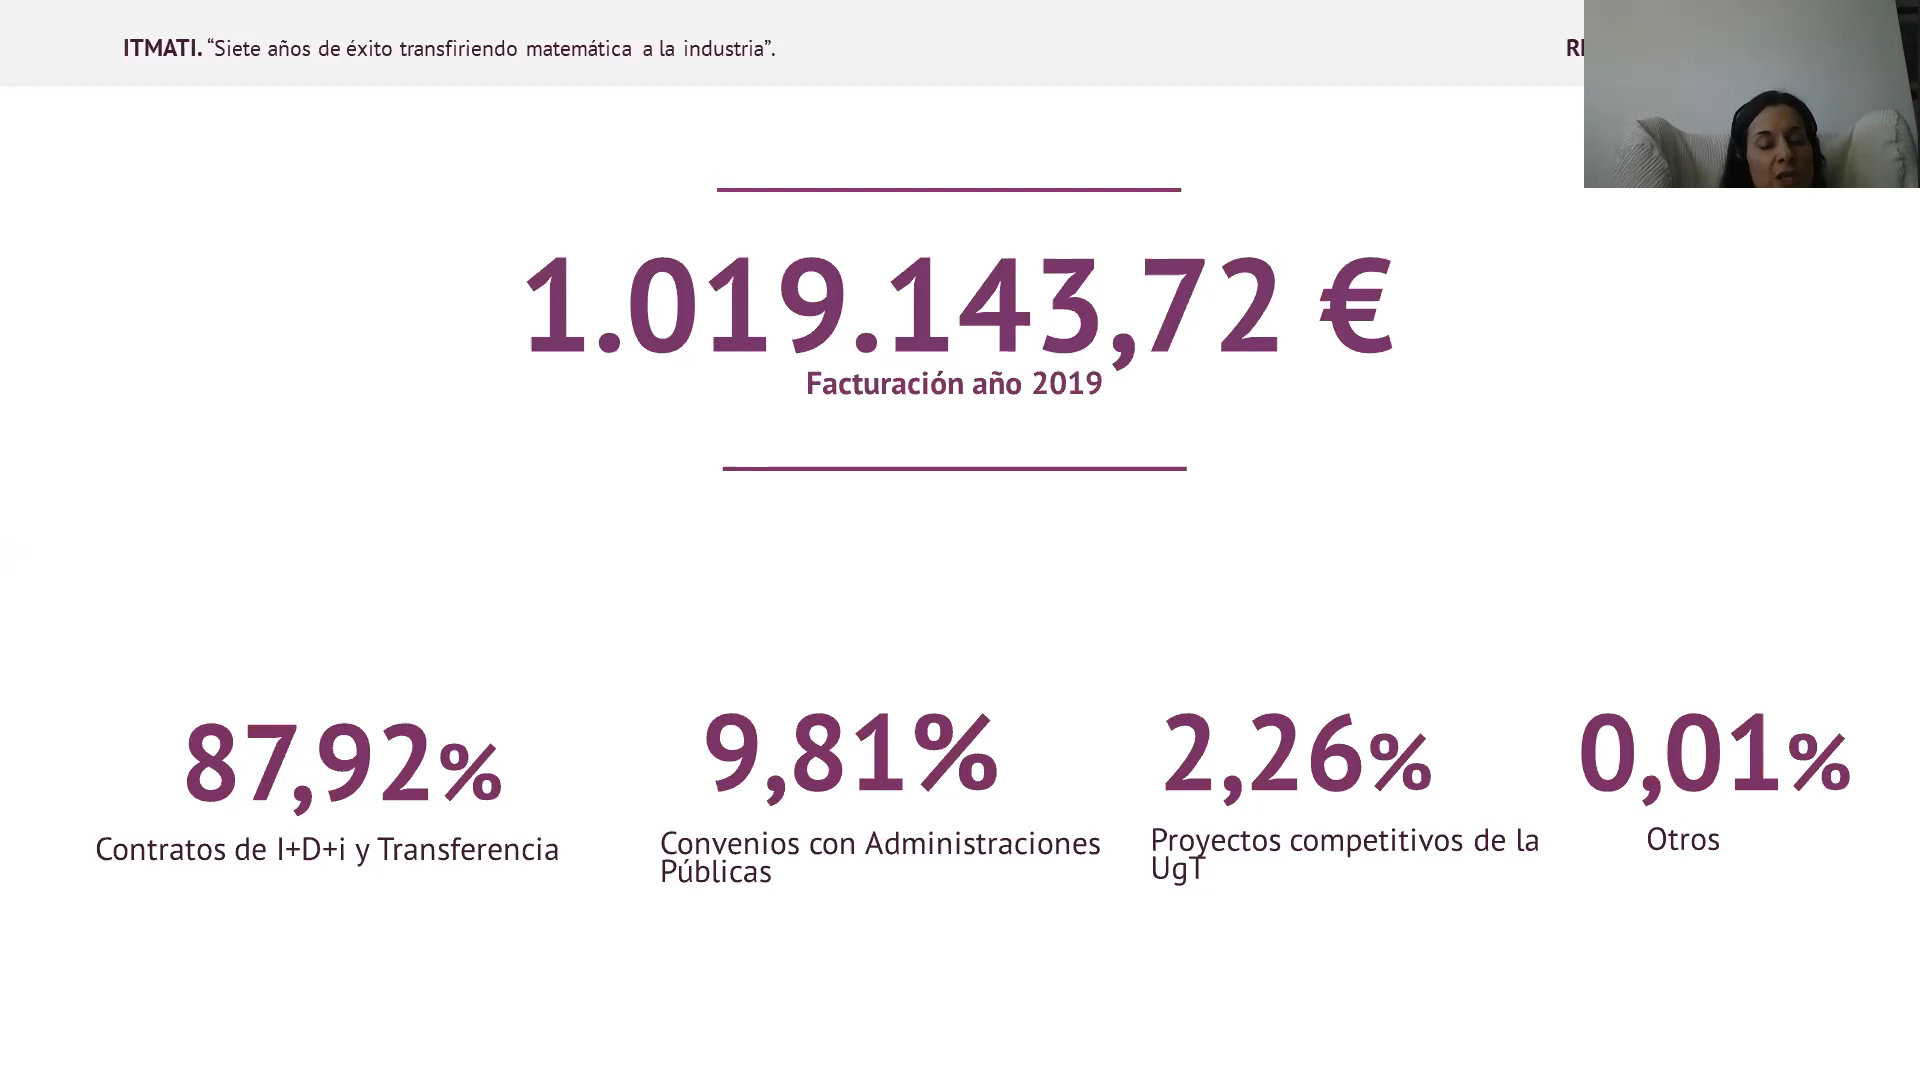 ITMATI. “Siete años de éxito transfiriendo matemática a la industria”.
1.019.143,72 €
Facturación año 2019
87,92%
Contratos de I+D+i y Transferencia
9,81%
Convenios con Administraciones
Públicas
2,26%
Proyectos competitivos de la
UgT
0,01%
Otros